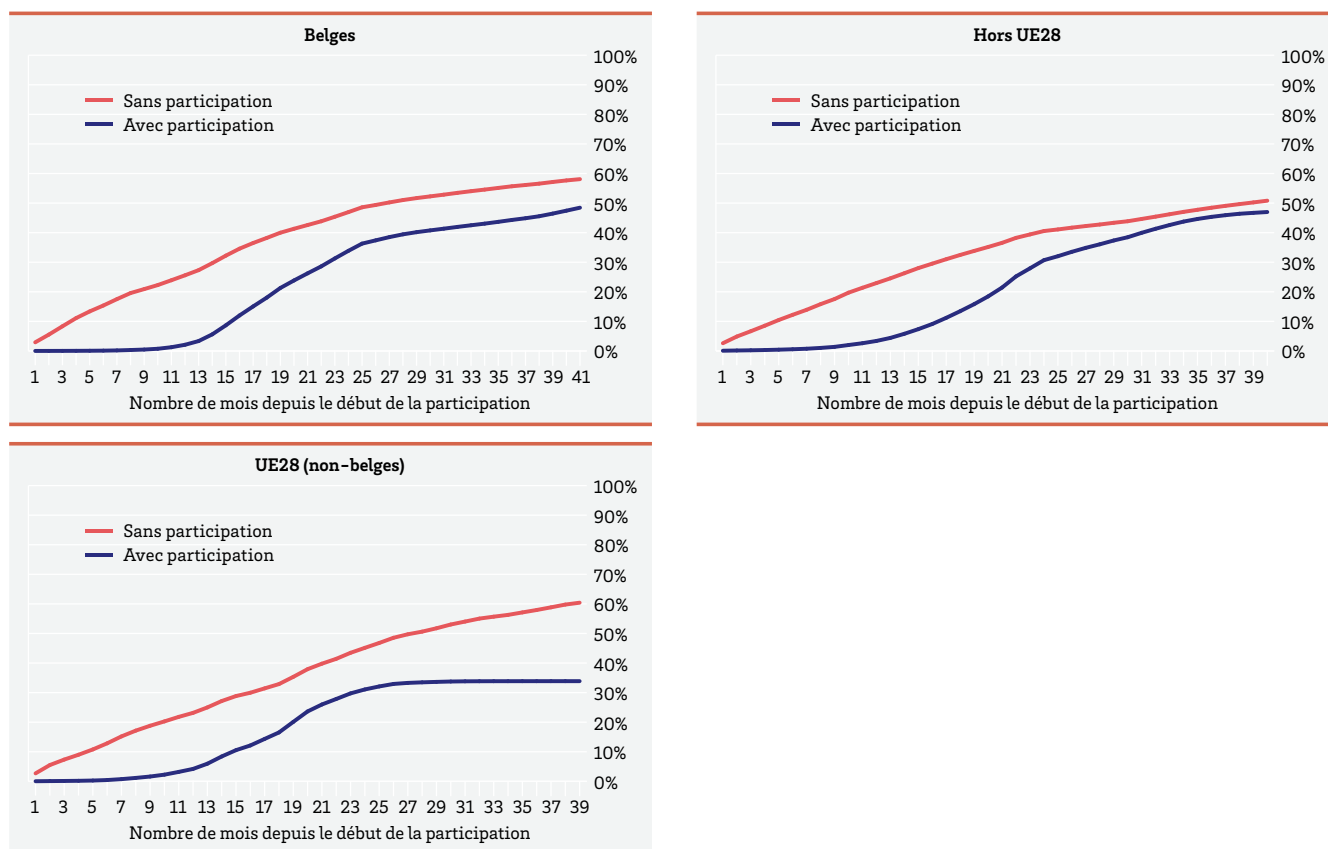 Belges
100%
90%
80%
70%
60%
50%
40%
30%
20%
10%
0%
Sans participation
Avec participation
1 3 5 7 9 11 13 15 17 19 21 23 25 27 29 31 33 35 37 39 41
Nombre de mois depuis le début de la participation
Hors UE28
100%
90%
80%
70%
60%
50%
40%
30%
20%
10%
0%
Sans participation
Avec participation
1 3 5 7 9 11 13 15 17 19 21 23 25 27 29 31 33 35 37 39
Nombre de mois depuis le début de la participation
UE28 (non-belges)
100%
90%
80%
70%
60%
50%
40%
30%
20%
10%
0%
Sans participation
Avec participation
1 3 5 7 9 11 13 15 17 19 21 23 25 27 29 31 33 35 37 39
Nombre de mois depuis le début de la participation